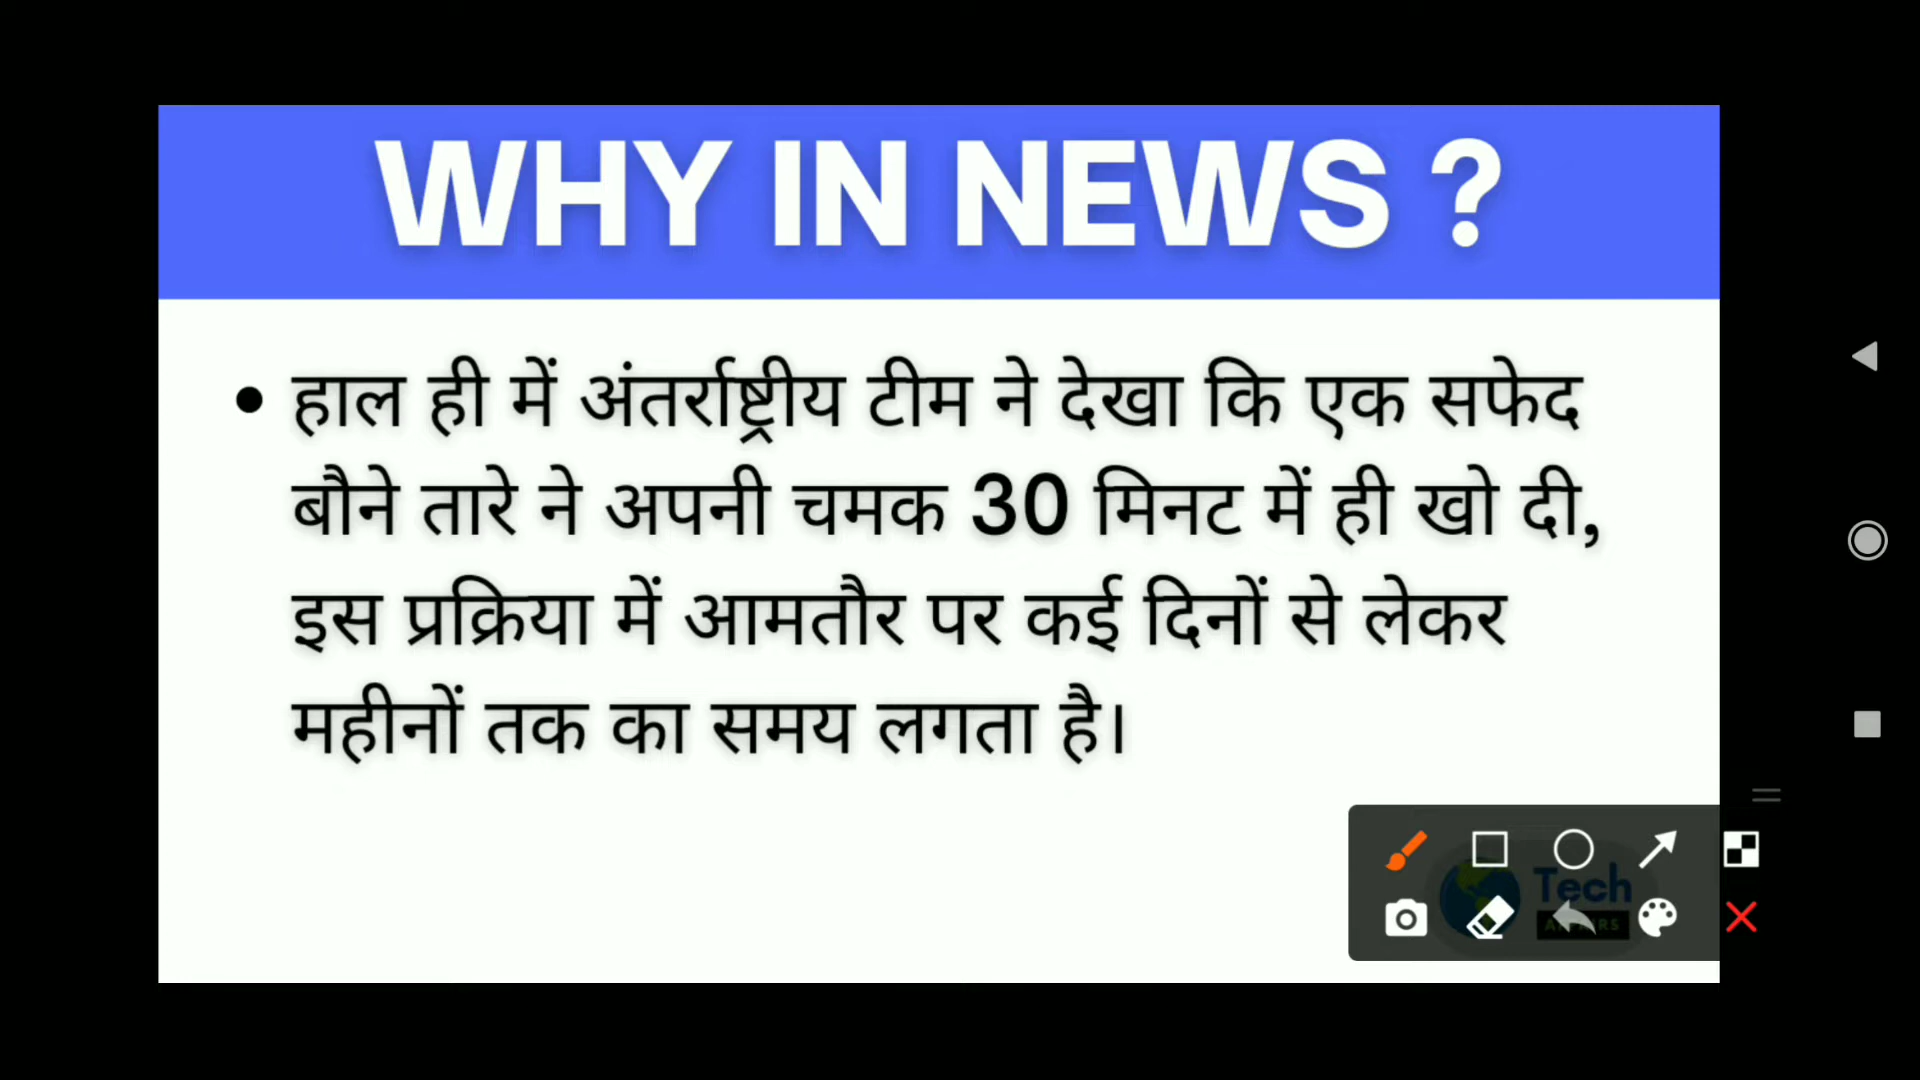 WHY IN NEWS ?
• हाल ही में अंतर्राष्ट्रीय टीम ने देखा कि एक सफेद
बौने तारे ने अपनी चमक 30 मिनट में ही खो दी,
इस प्रक्रिया में आमतौर पर कई दिनों से लेकर
महीनों तक का समय लगता है।
Tech